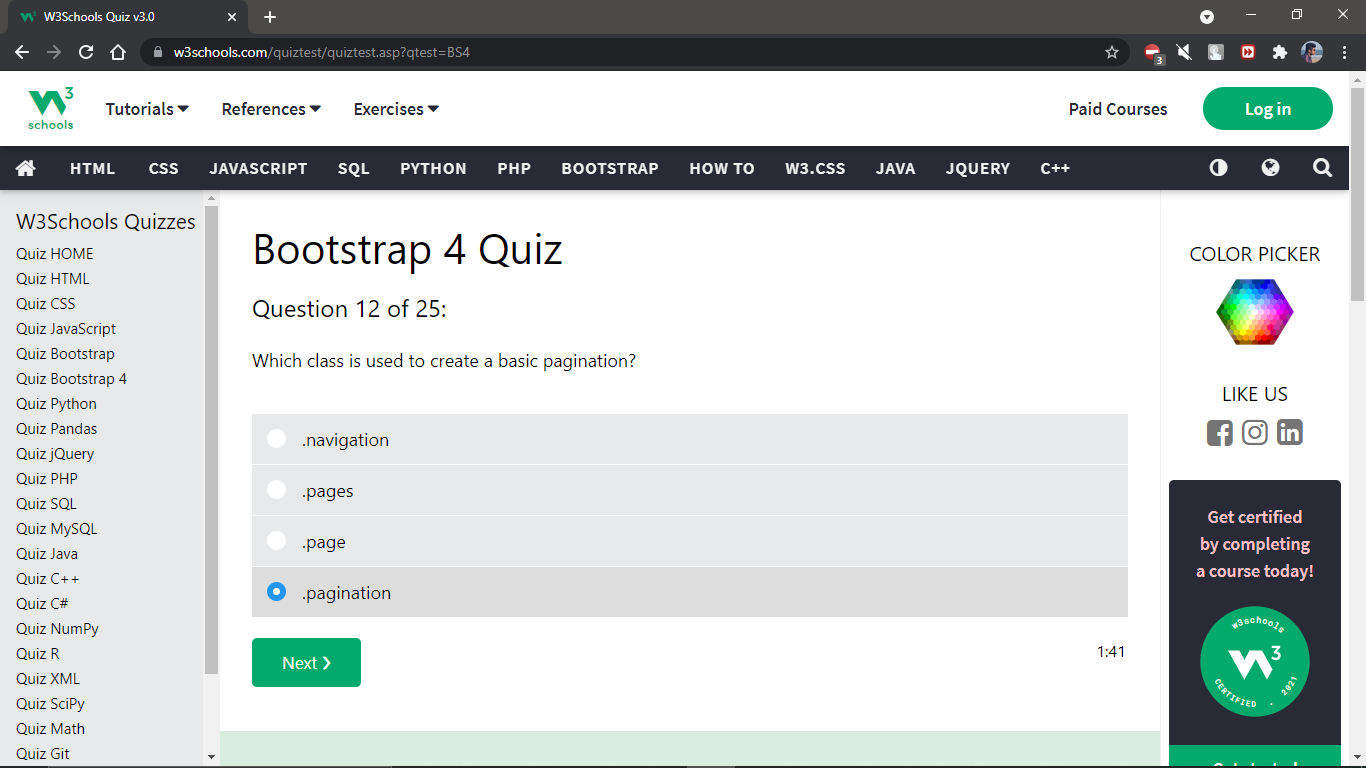 W3Schools Quiz v3.0
w3schools.com/quiztest/quiztest.asp?qtest=BS4
3
3
schools
Tutorials
References
Exercises
Paid Courses
Log in
HTML CSS JAVASCRIPT SQL PYTHON PHP BOOTSTRAP HOW TO W3.CSS JAVA JQUERY C++
W3Schools Quizzes
Quiz HOME
Quiz HTML
Quiz CSS
Quiz JavaScript
Quiz Bootstrap
Quiz Bootstrap 4
Quiz Python
Quiz Pandas
Quiz jQuery
Quiz PHP
Quiz SQL
Quiz MySQL
Quiz Java
Quiz C++
Quiz C#
Quiz NumPy
Quiz R
Quiz XML
Quiz SciPy
Quiz Math
Quiz Git
Bootstrap 4 Quiz
Question 12 of 25:
Which class is used to create a basic pagination?
.navigation
.pages
.page
.pagination
Next ❯
1:41
COLOR PICKER
LIKE US
Get certified
by completing
a course today!
w3schools
3
CERTIFIED . 2021